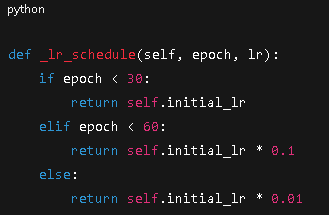 python
def _lr_schedule(self, epoch, lr):
    if epoch < 30:
        return self.initial_lr
    elif epoch < 60:
        return self.initial_lr * 0.1
    else:
        return self.initial_lr * 0.01